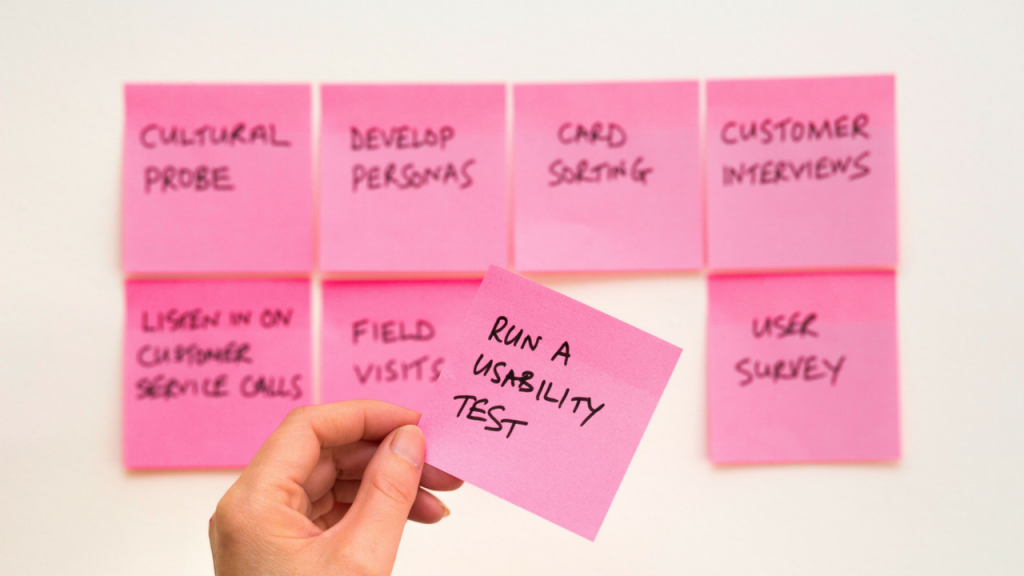 CULTURAL
PROBE
DEVELOP
PERSONAS
CARD
SORTING
CUSTOMER
INTERVIEWS
LISTEN IN ON
CUSTOMER
SERVICE CALLS
FIELD
VISITS
RUN A
USABILITY
TEST
USER
SURVEY